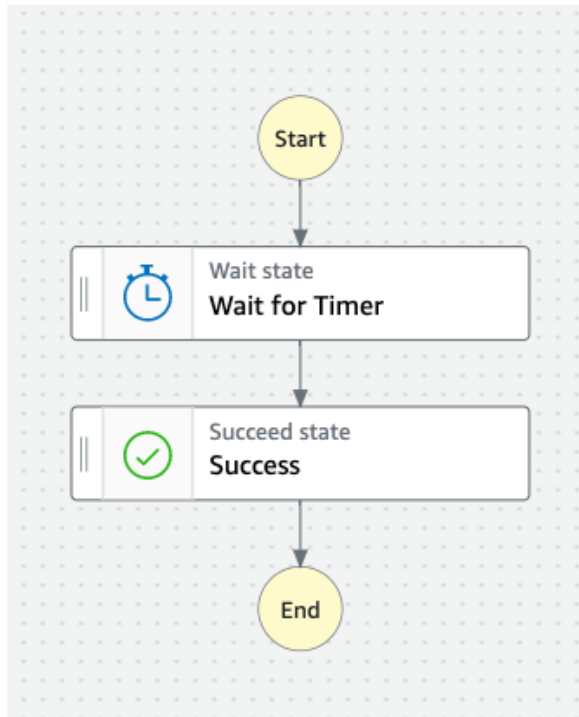 Start
Wait state
Wait for Timer
Succeed state
Success
End